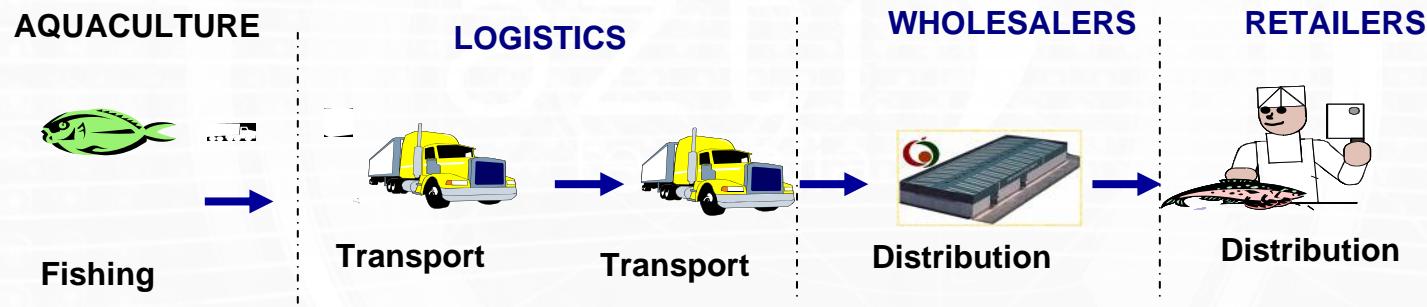 AQUACULTURE
LOGISTICS
WHOLESALERS
RETAILERS
Fishing
Transport
Transport
Distribution
Distribution